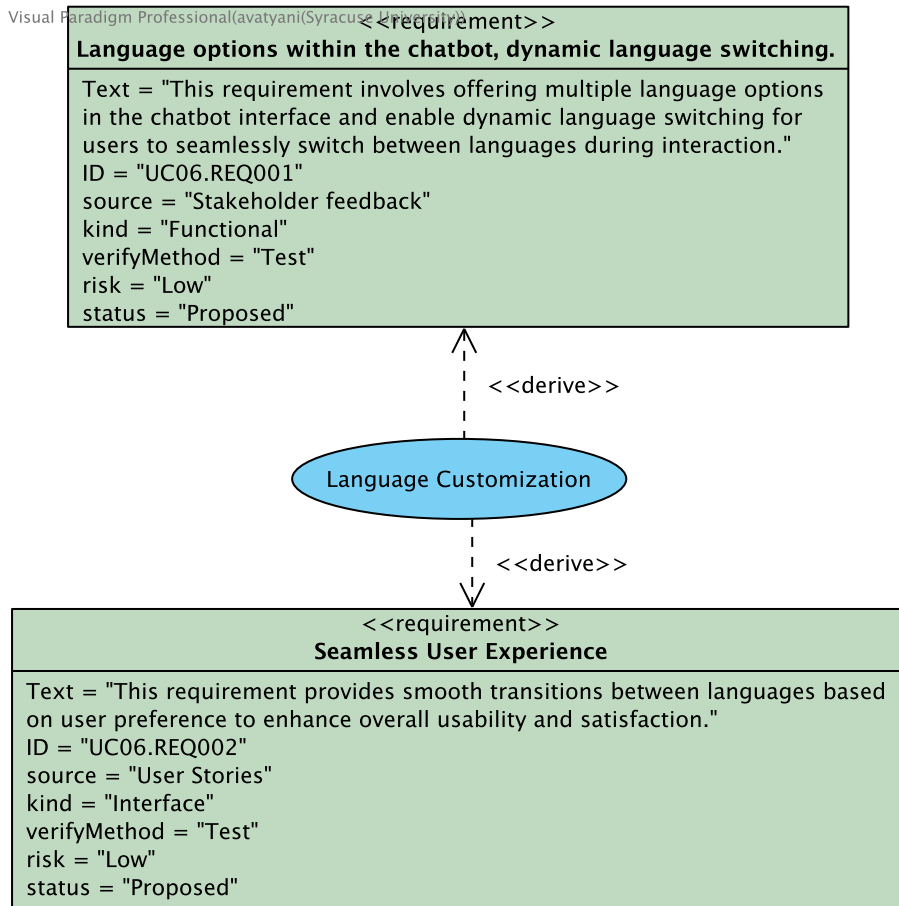 Visual Paradigm Professional(avatyani(Syracuse University))
<<requirement>>
Language options within the chatbot, dynamic language switching.
Text = "This requirement involves offering multiple language options
in the chatbot interface and enable dynamic language switching for
users to seamlessly switch between languages during interaction."
ID = "UC06.REQ001"
source = "Stakeholder feedback"
kind = "Functional"
verifyMethod = "Test"
risk = "Low"
status = "Proposed"
<<derive>>
Language Customization
<<derive>>
<<requirement>>
Seamless User Experience
Text = "This requirement provides smooth transitions between languages based
on user preference to enhance overall usability and satisfaction."
ID = "UC06.REQ002"
source = "User Stories"
kind = "Interface"
verifyMethod = "Test"
risk = "Low"
status = "Proposed"